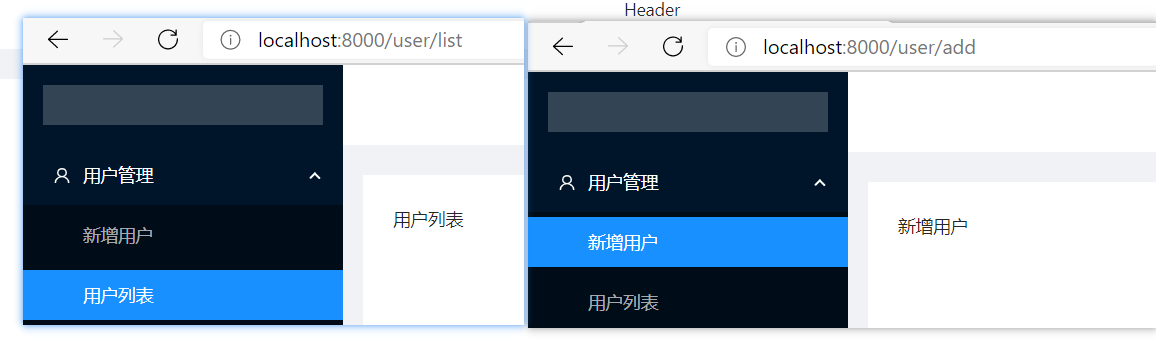 Header
localhost:8000/user/list
用户管理
新增用户
用户列表
用户列表
localhost:8000/user/add
用户管理
新增用户
用户列表
新增用户